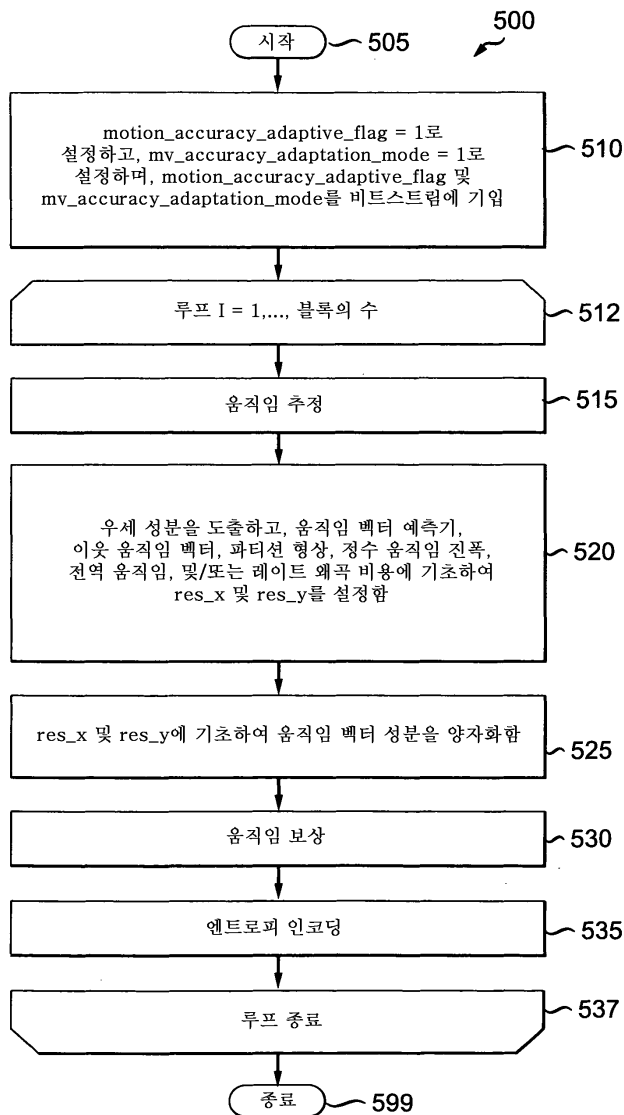 500
시작 505
motion_accuracy_adaptive_flag = 1로
설정하고, mv_accuracy_adaptation_mode = 1로
설정하며, motion_accuracy_adaptive_flag 및
mv_accuracy_adaptation_mode를 비트스트림에 기입
510
루프 I = 1,..., 블록의 수 512
움직임 추정 515
우세 성분을 도출하고, 움직임 벡터 예측기,
이웃 움직임 벡터, 파티션 형상, 정수 움직임 진폭,
전역 움직임, 및/또는 레이트 왜곡 비용에 기초하여
res_x 및 res_y를 설정함
520
res_x 및 res_y에 기초하여 움직임 벡터 성분을 양자화함 525
움직임 보상 530
엔트로피 인코딩 535
루프 종료 537
종료 599